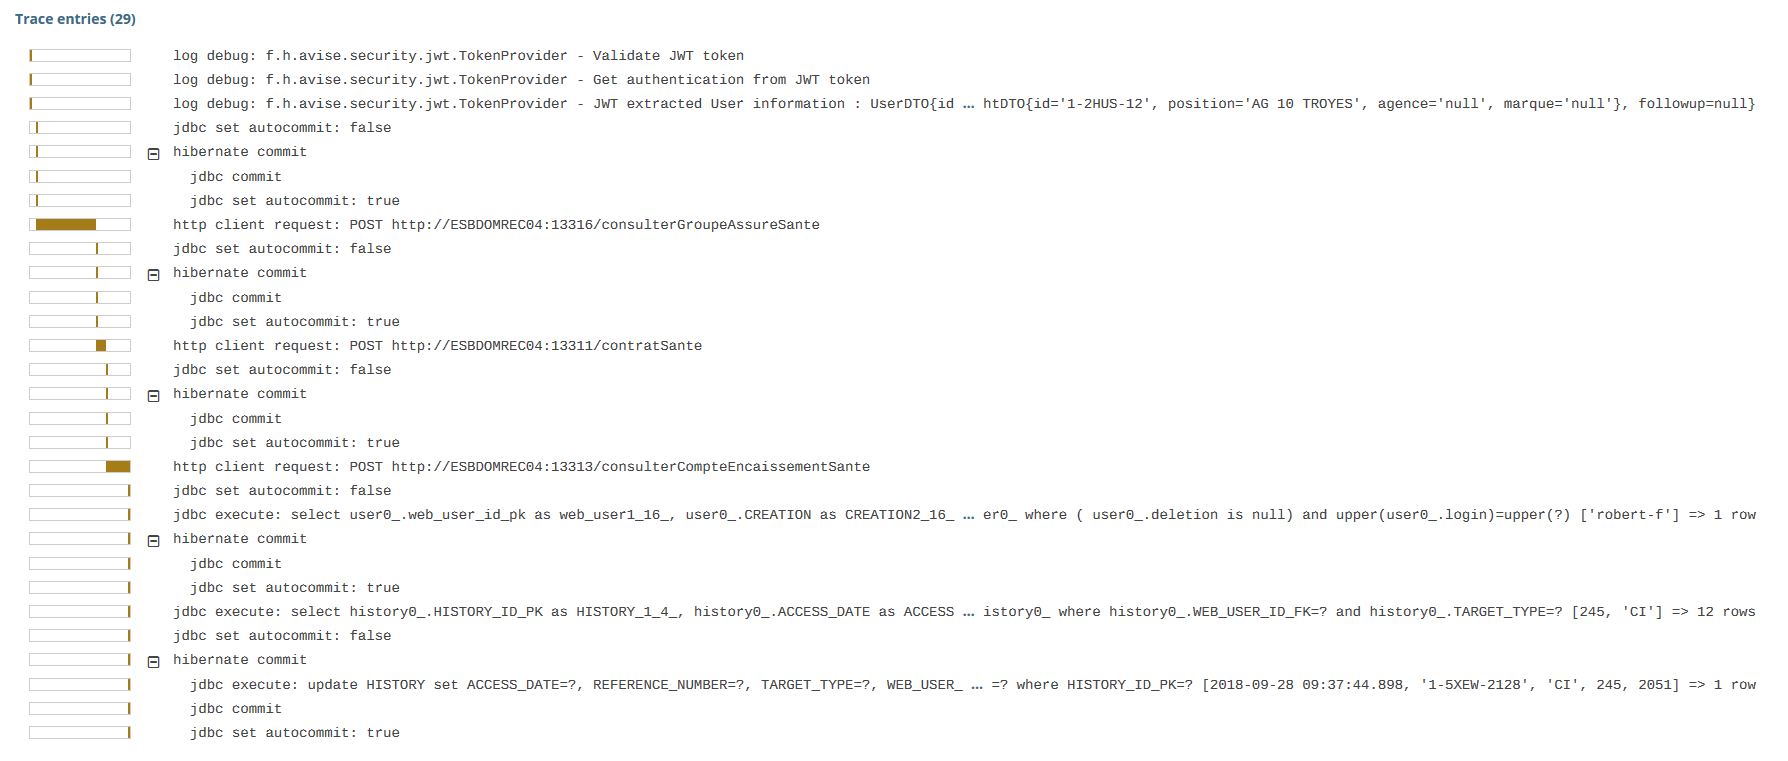 Trace entries (29)
log debug: f.h.avise.security.jwt.TokenProvider - Validate JWT token
log debug: f.h.avise.security.jwt.TokenProvider - Get authentication from JWT token
log debug: f.h.avise.security.jwt.TokenProvider - JWT extracted User information : UserDTO{id ... htDTO{id='1-2HUS-12', position='AG 10 TROYES', agence='null', marque='null'}, followup=null}
jdbc set autocommit: false
hibernate commit
jdbc commit
jdbc set autocommit: true
http client request: POST http://ESBDOMREC04:13316/consulterGroupeAssureSante
jdbc set autocommit: false
hibernate commit
jdbc commit
jdbc set autocommit: true
http client request: POST http://ESBDOMREC04:13311/contratSante
jdbc set autocommit: false
hibernate commit
jdbc commit
jdbc set autocommit: true
http client request: POST http://ESBDOMREC04:13313/consulterCompteEncaissementSante
jdbc set autocommit: false
jdbc execute: select user0_.web_user_id_pk as web_user1_16_, user0_.CREATION as CREATION2_16_ ... er0_ where ( user0_.deletion is null) and upper(user0_.login)=upper(?) ['robert-f'] => 1 row
hibernate commit
jdbc commit
jdbc set autocommit: true
jdbc execute: select history0_.HISTORY_ID_PK as HISTORY_1_4_, history0_.ACCESS_DATE as ACCESS ... istory0_ where history0_.WEB_USER_ID_FK=? and history0_.TARGET_TYPE=? [245, 'CI'] => 12 rows
jdbc set autocommit: false
hibernate commit
jdbc execute: update HISTORY set ACCESS_DATE=?, REFERENCE_NUMBER=?, TARGET_TYPE=?, WEB_USER_ ... =? where HISTORY_ID_PK=? [2018-09-28 09:37:44.898, '1-5XEW-2128', 'CI', 245, 2051] => 1 row
jdbc commit
jdbc set autocommit: true